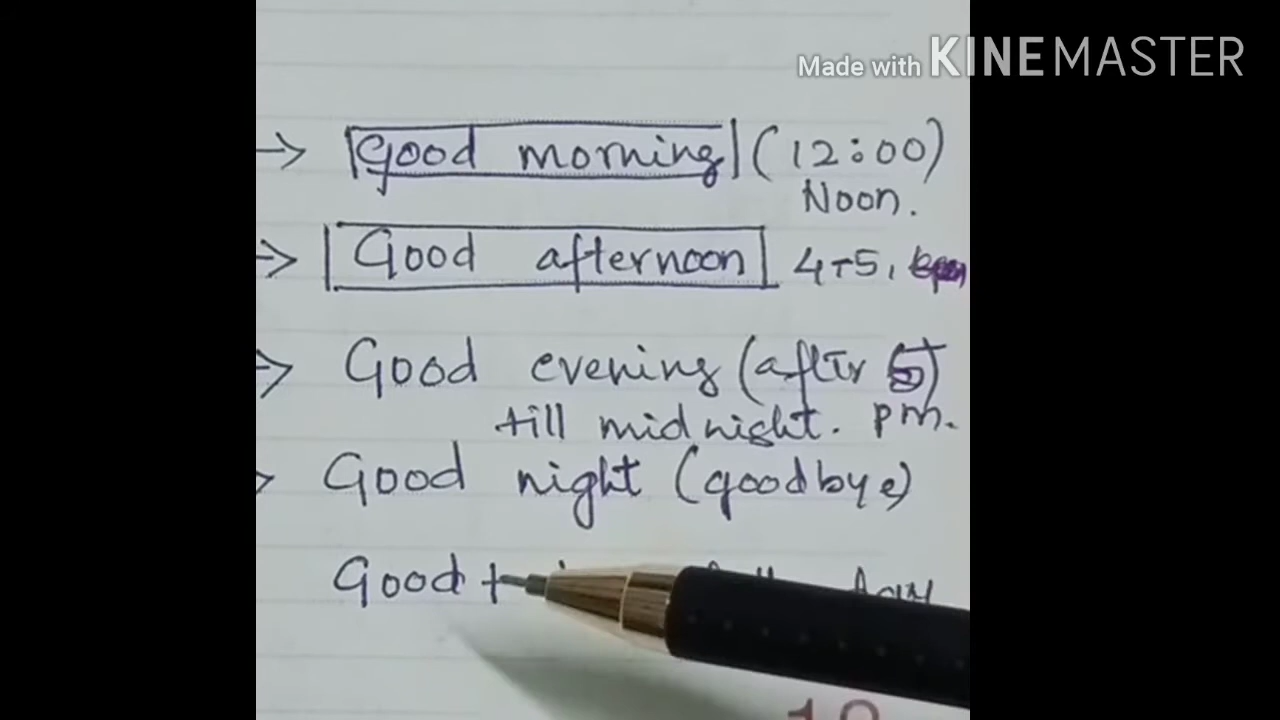 Made with KINEMASTER
→ Good morning (12:00)
Noon.
→ Good afternoon 4-5,
→ Good evening (after 5)
till midnight. pm.
Good night (goodbye)
Good + day